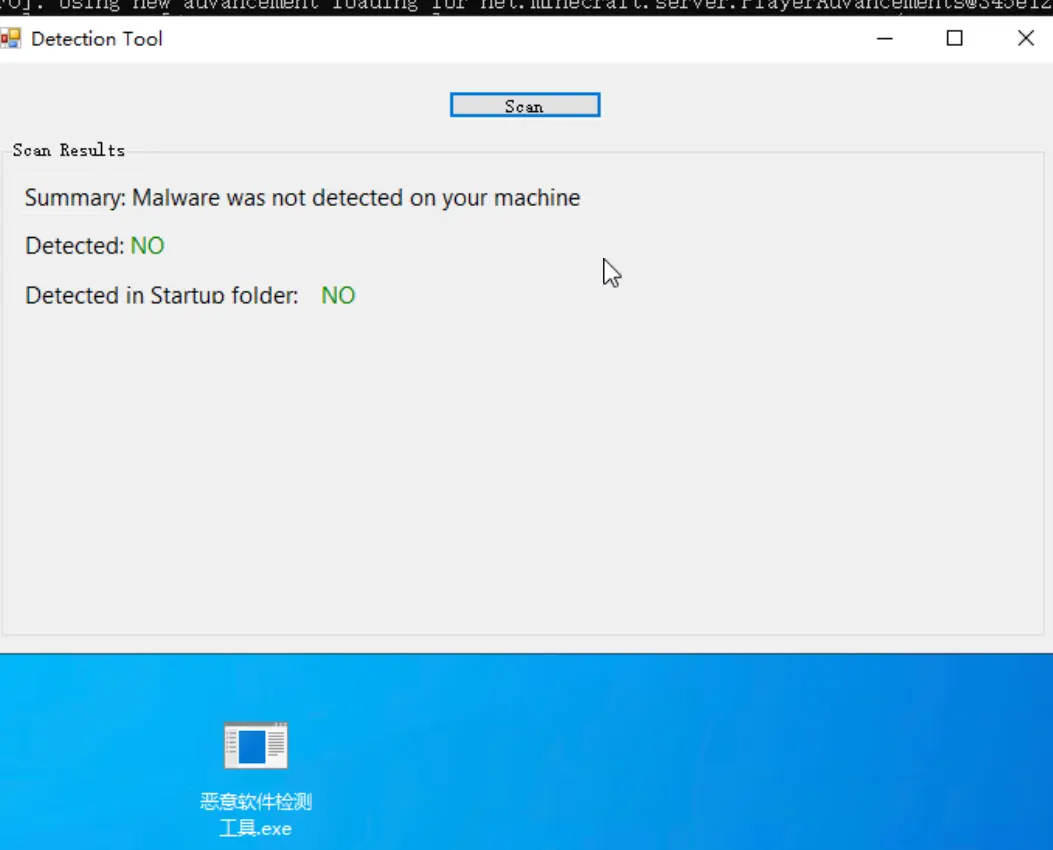 using new advancement loading for net.minecraft.server.PlayerAdvancements@345e12
Detection Tool
Scan
Scan Results
Summary: Malware was not detected on your machine
Detected: NO
Detected in Startup folder: NO
恶意软件检测
工具.exe